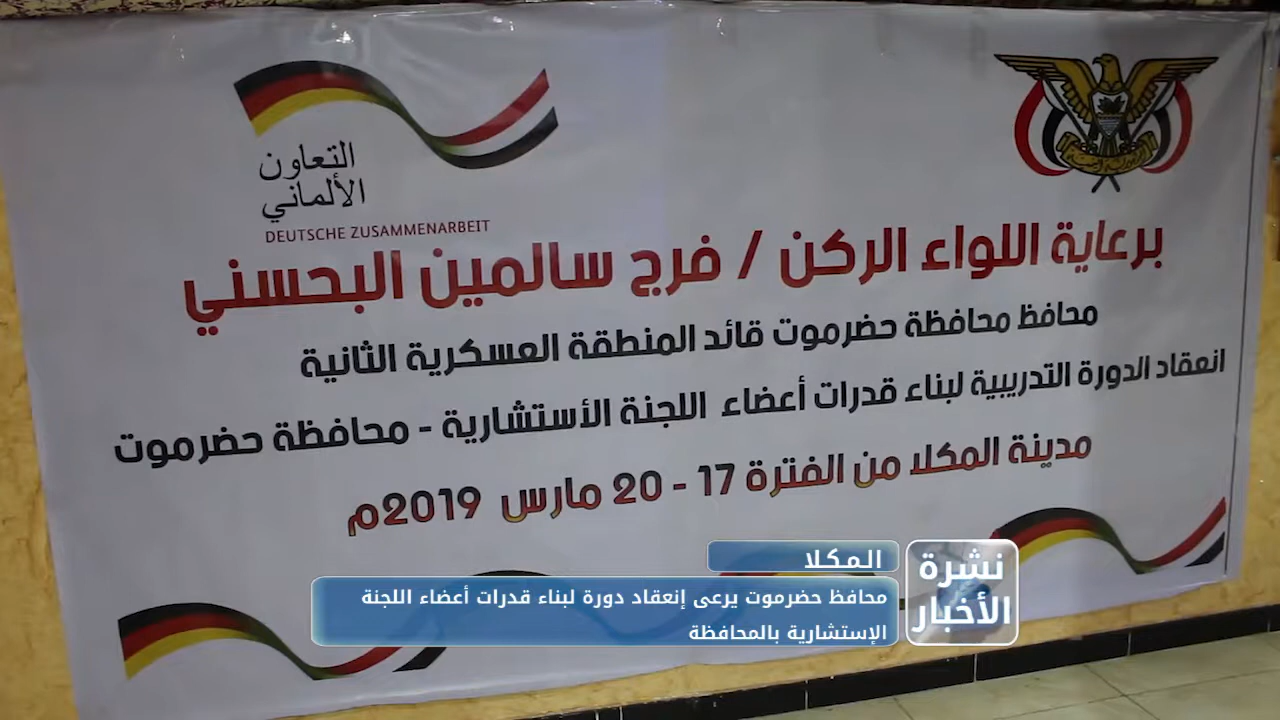 التعاون
الألماني
DEUTSCHE ZUSAMMENARBEIT
برعاية اللواء الركن / فرج سالمين البحسني
محافظ محافظة حضرموت قائد المنطقة العسكرية الثانية
انعقاد الدورة التدريبية لبناء قدرات أعضاء اللجنة الأستشارية - محافظة حضرموت
مدينة المكلا من الفترة 17 - 20 مارس 2019م
نشرة
الأخبار
المكلا
محافظ حضرموت يرعى إنعقاد دورة لبناء قدرات أعضاء اللجنة
الإستشارية بالمحافظة